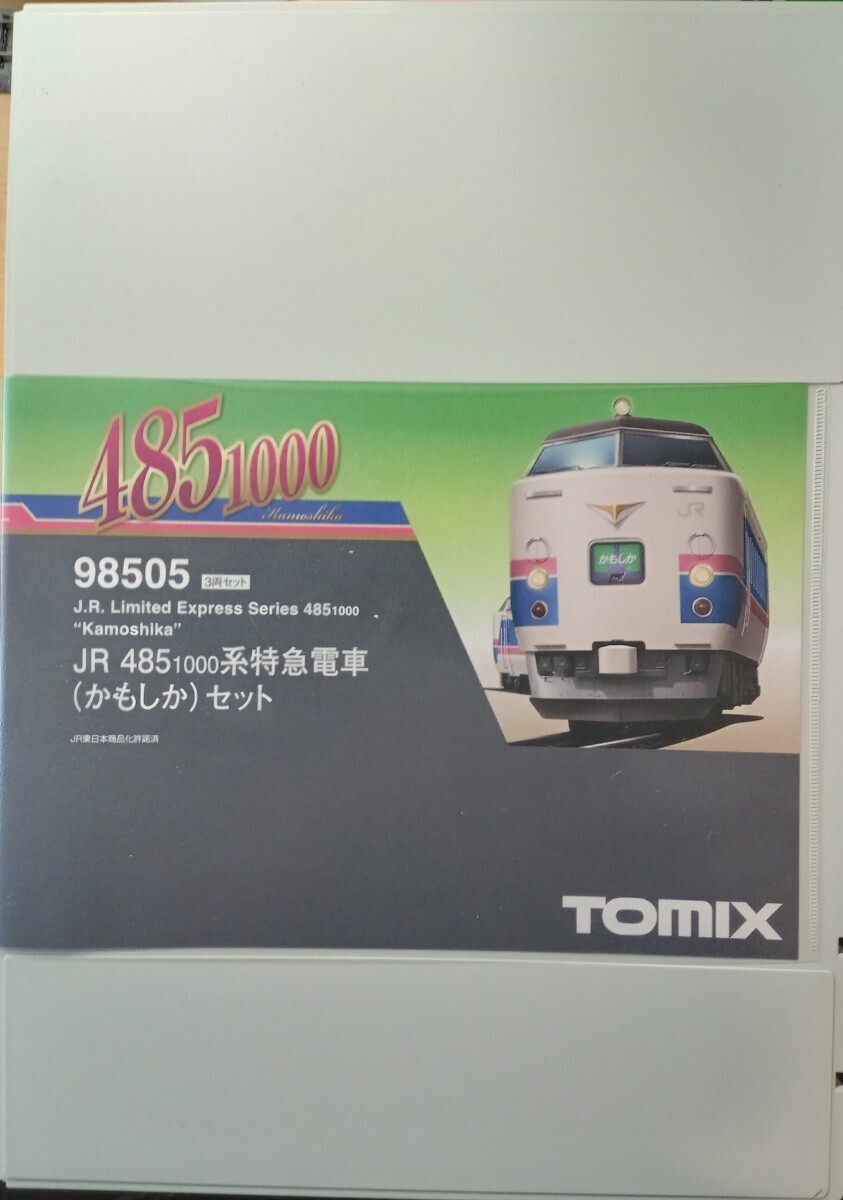 4851000
Kamoshika
98505 3両セット
J.R. Limited Express Series 4851000
“Kamoshika”
JR 4851000系特急電車
(かもしか)セット
JR東日本商品化許諾済
JR
かもしか
TOMIX